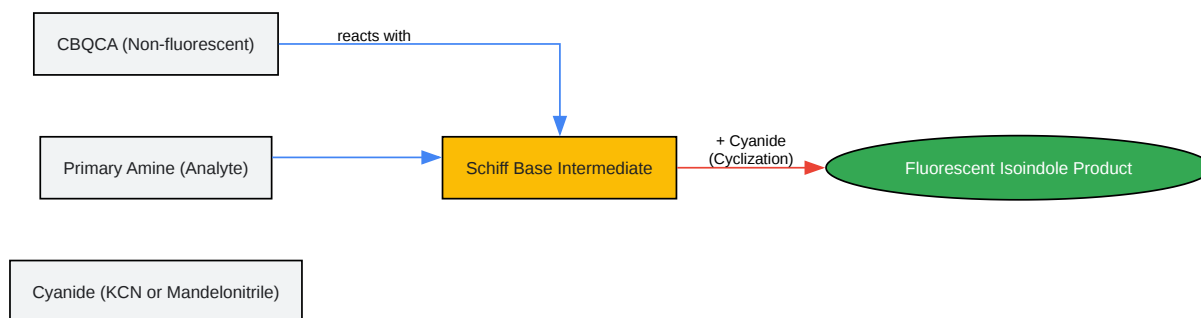 CBQCA (Non-fluorescent)
reacts with
Primary Amine (Analyte)
Schiff Base Intermediate
+ Cyanide
(Cyclization)
Fluorescent Isoindole Product
Cyanide (KCN or Mandelonitrile)